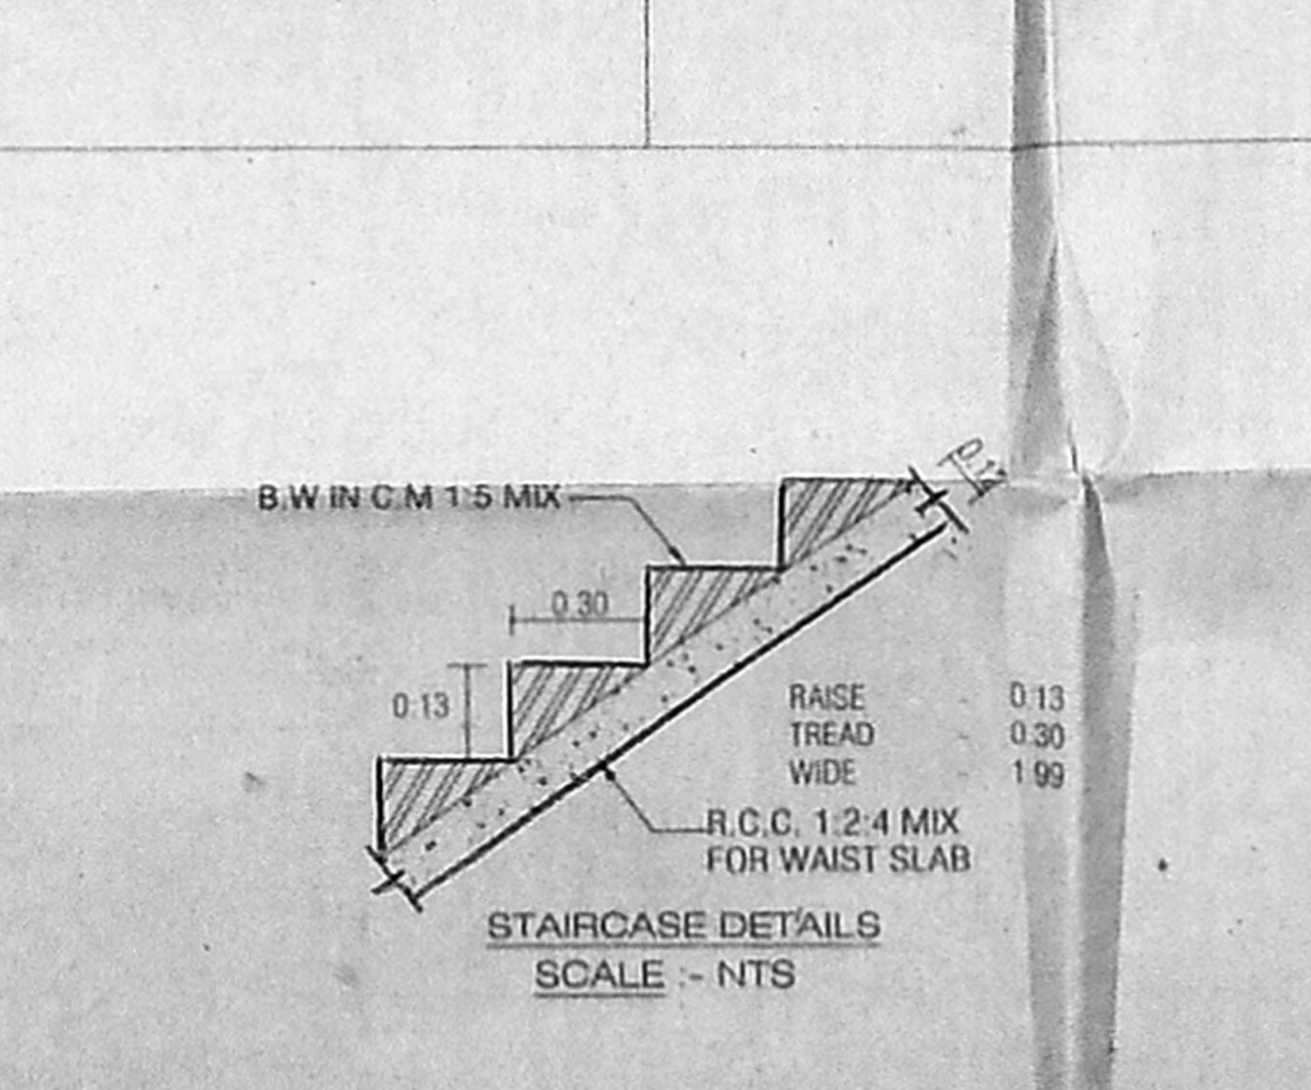 B.W IN C.M 1:5 MIX
0.30
0.13
RAISE - 0.13
TREAD - 0.30
WIDE - 1.99
R.C.C. 1:2:4 MIX
FOR WAIST SLAB
STAIRCASE DETAILS
SCALE :- NTS